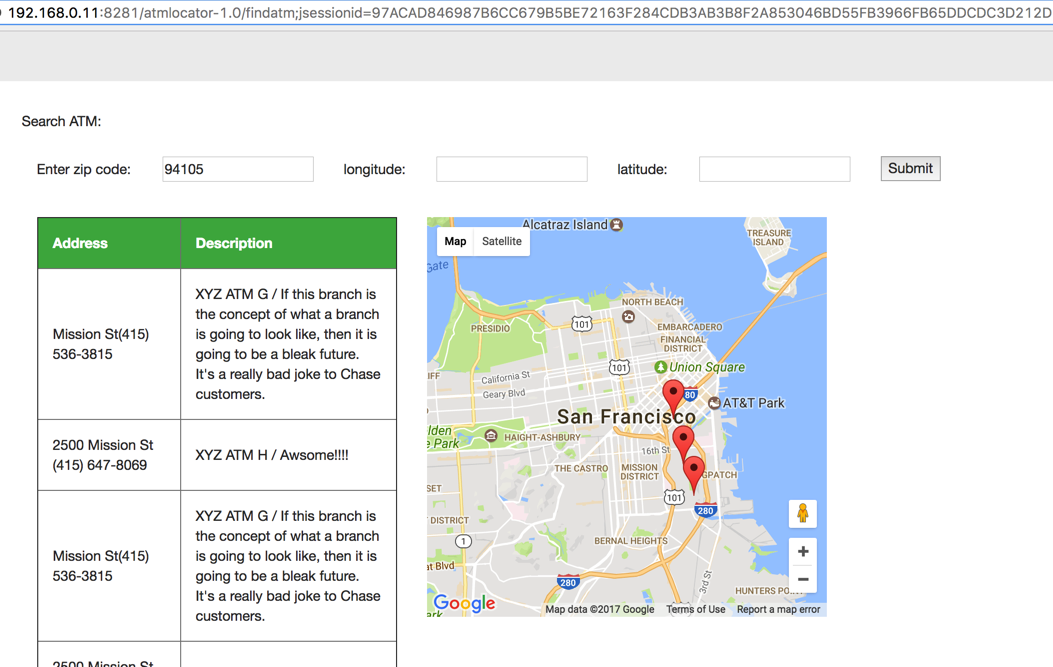 192.168.0.11:8281/atmlocator-1.0/findatm;jsessionid=97ACAD846987B6CC679B5BE72163F284CDB3AB3B8F2A853046BD55FB3966FB65DDCDC3D212D
Search ATM:
Enter zip code: 94105 longitude: latitude: Submit
Address Description
Mission St(415)
536-3815
XYZ ATM G / If this branch is
the concept of what a branch
is going to look like, then it is
going to be a bleak future.
It's a really bad joke to Chase
customers.
2500 Mission St
(415) 647-8069
XYZ ATM H / Awsome!!!!
Mission St(415)
536-3815
XYZ ATM G / If this branch is
the concept of what a branch
is going to look like, then it is
going to be a bleak future.
It's a really bad joke to Chase
customers.
2500 Mission St
Map Satellite
Alcatraz Island
TREASURE
ISLAND
Gate
NORTH BEACH
101
PRESIDIO
EMBARCADERO
FINANCIAL
DISTRICT
101
Union Square
IFF
California St
Geary Blvd
80
AT&T Park
San Francisco
lden
e Park
HAIGHT-ASHBURY
16th St
THE CASTRO
MISSION
DISTRICT
GPATCH
SET
101
280
DISTRICT
1
BERNAL HEIGHTS
at Blvd
280
3rd St
HUNTERS PO
Google
ark
Map data ©2017 Google Terms of Use Report a map error